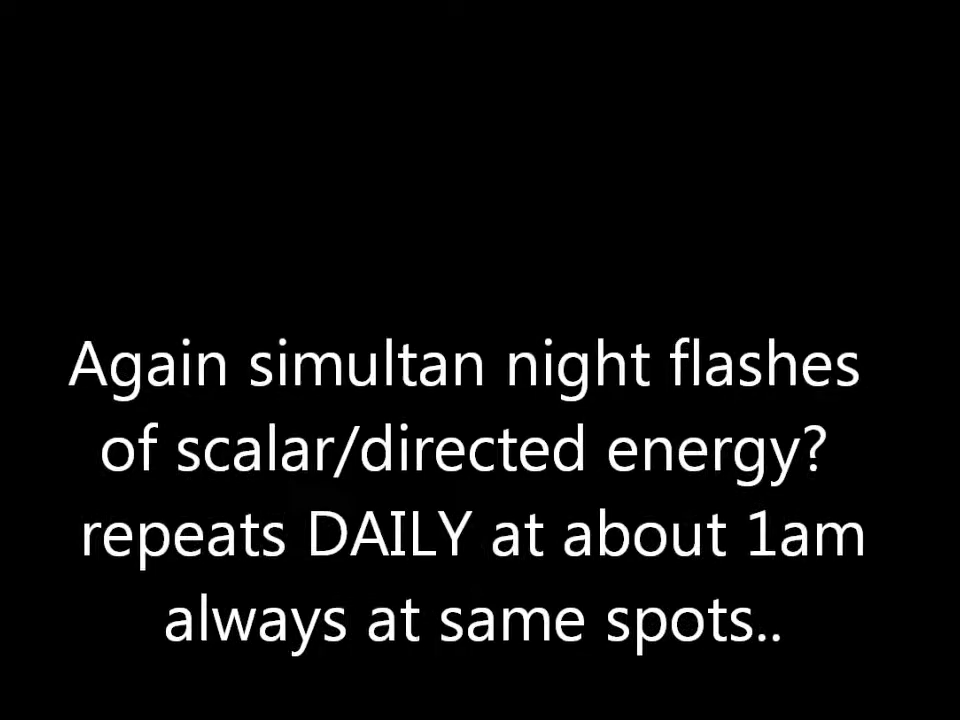 Again simultan night flashes
of scalar/directed energy?
repeats DAILY at about 1am
always at same spots..